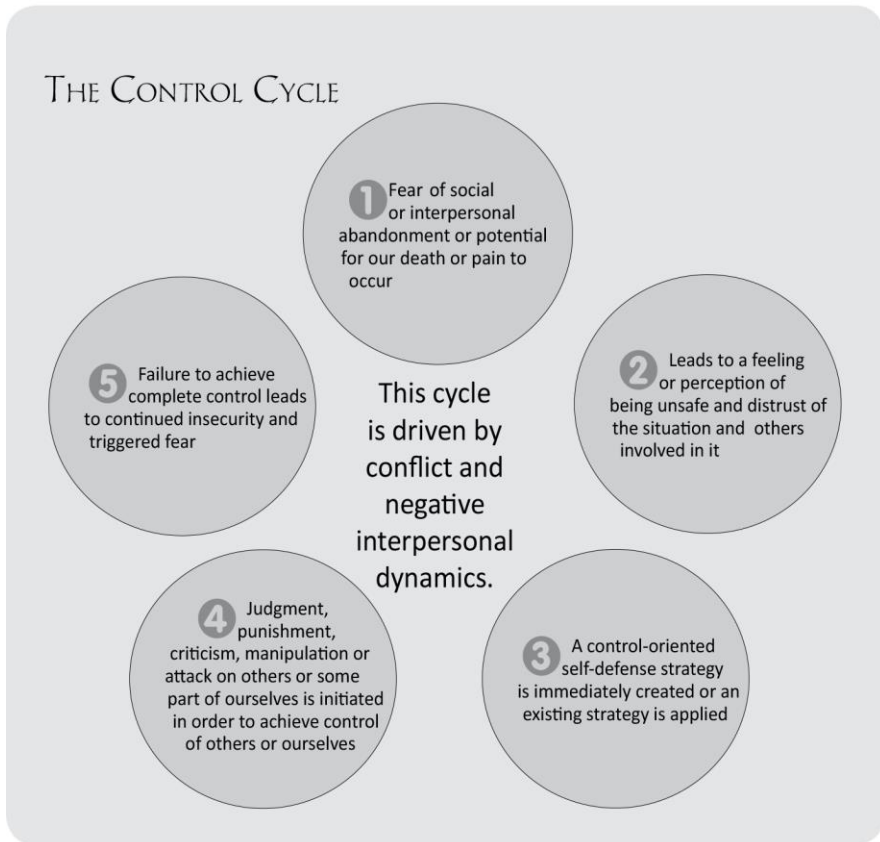 THE CONTROL CYCLE
1 Fear of social
or interpersonal
abandonment or potential
for our death or pain to
occur
2 Leads to a feeling
or perception of
being unsafe and distrust of
the situation and others
involved in it
3 A control-oriented
self-defense strategy
is immediately created or an
existing strategy is applied
4 Judgment,
punishment,
criticism, manipulation or
attack on others or some
part of ourselves is initiated
in order to achieve control
of others or ourselves
5 Failure to achieve
complete control leads
to continued insecurity and
triggered fear
This cycle
is driven by
conflict and
negative
interpersonal
dynamics.